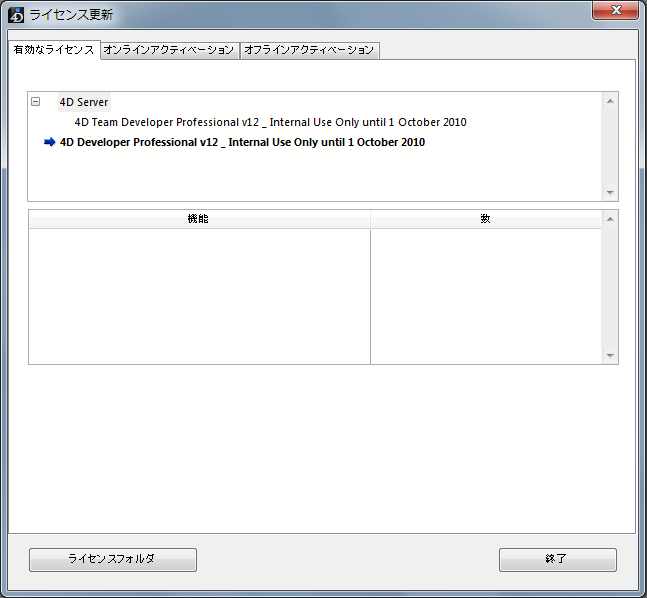 4D ライセンス更新
有効なライセンス オンラインアクティベーション オフラインアクティベーション
4D Server
4D Team Developer Professional v12 _ Internal Use Only until 1 October 2010
4D Developer Professional v12 _ Internal Use Only until 1 October 2010
機能 数
ライセンスフォルダ 終了